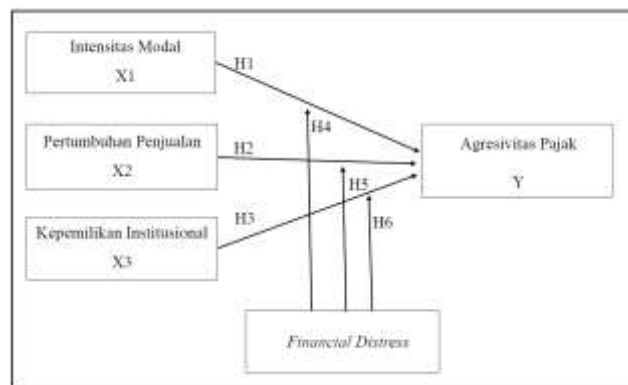 Intensitas Modal
X1
H1
H4
Pertumbuhan Penjualan
X2
H2
Agresivitas Pajak
Y
H5
Kepemilikan Institusional
X3
H3
H6
Financial Distress